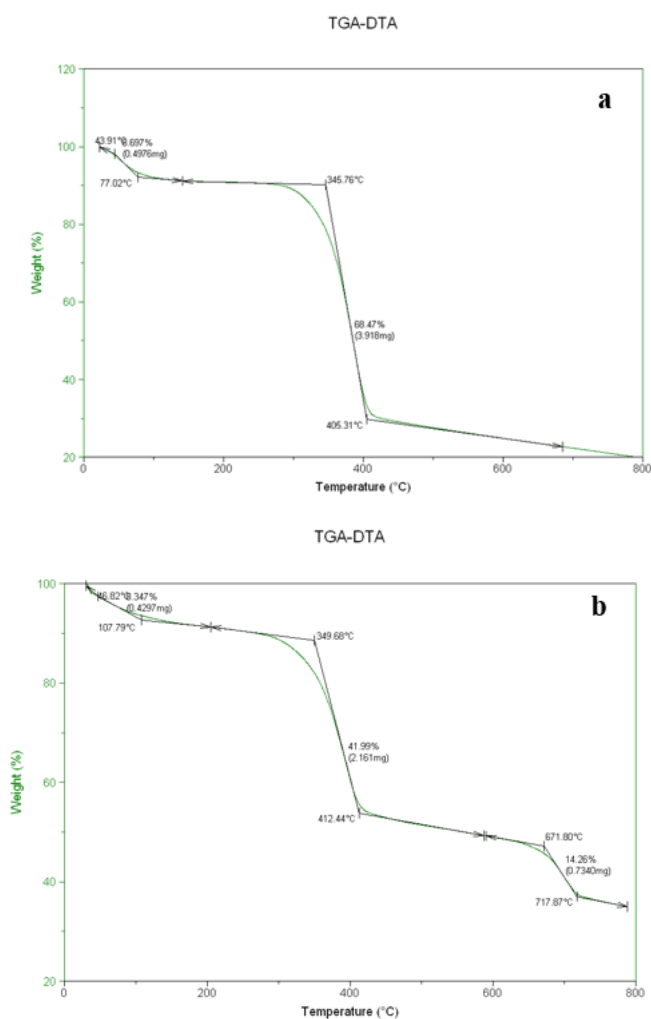 TGA-DTA
a
120
100
80
60
40
20
Weight (%)
43.91°C
8.697%
(0.4976mg)
77.02°C
345.76°C
68.47%
(3.918mg)
405.31°C
0
200
400
600
800
Temperature (°C)
TGA-DTA
b
100
80
60
40
20
Weight (%)
46.82°C
8.347%
(0.4297mg)
107.79°C
349.68°C
41.99%
(2.161mg)
412.44°C
671.80°C
14.26%
(0.7340mg)
717.87°C
0
200
400
600
800
Temperature (°C)